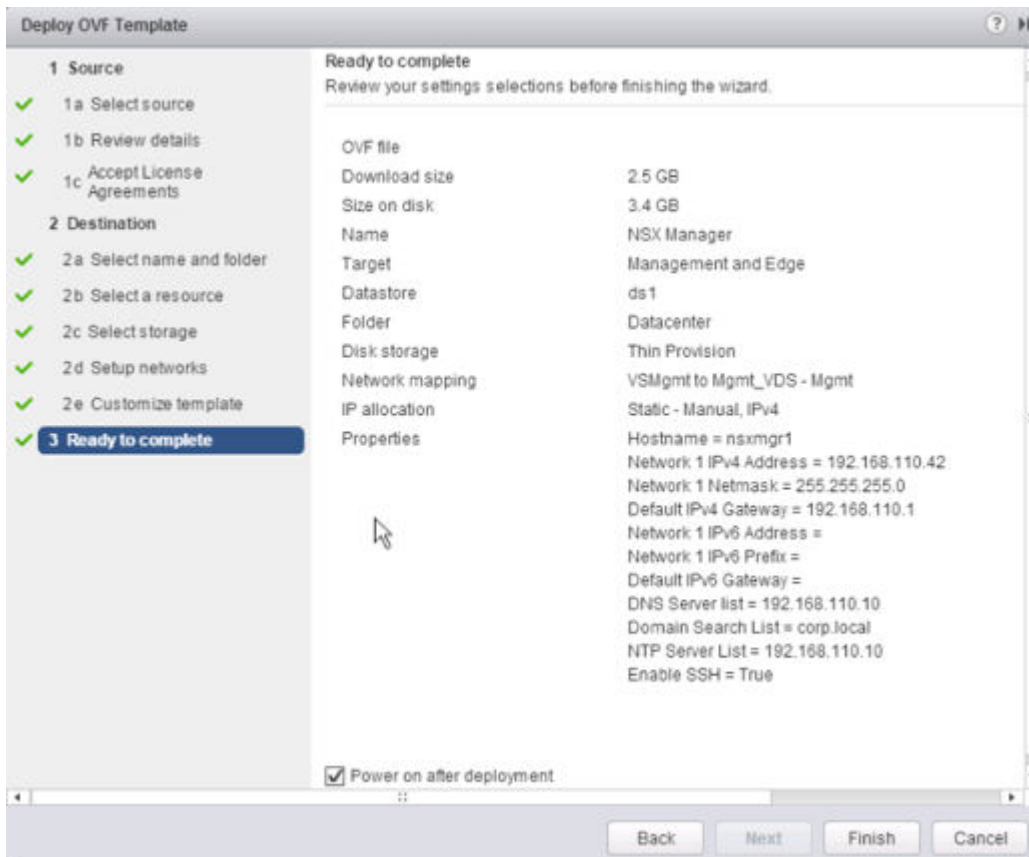 Deploy OVF Template
1 Source
1a Select source
1b Review details
1c Accept License
Agreements
2 Destination
2a Select name and folder
2b Select a resource
2c Select storage
2d Setup networks
2e Customize template
3 Ready to complete
Ready to complete
Review your settings selections before finishing the wizard.
OVF file
Download size 2.5 GB
Size on disk 3.4 GB
Name NSX Manager
Target Management and Edge
Datastore ds1
Folder Datacenter
Disk storage Thin Provision
Network mapping VSMgmt to Mgmt_VDS - Mgmt
IP allocation Static - Manual, IPv4
Properties Hostname = nsxmgr1
Network 1 IPv4 Address = 192.168.110.42
Network 1 Netmask = 255.255.255.0
Default IPv4 Gateway = 192.168.110.1
Network 1 IPv6 Address =
Network 1 IPv6 Prefix =
Default IPv6 Gateway =
DNS Server list = 192.168.110.10
Domain Search List = corp.local
NTP Server List = 192.168.110.10
Enable SSH = True
Power on after deployment
Back Next Finish Cancel